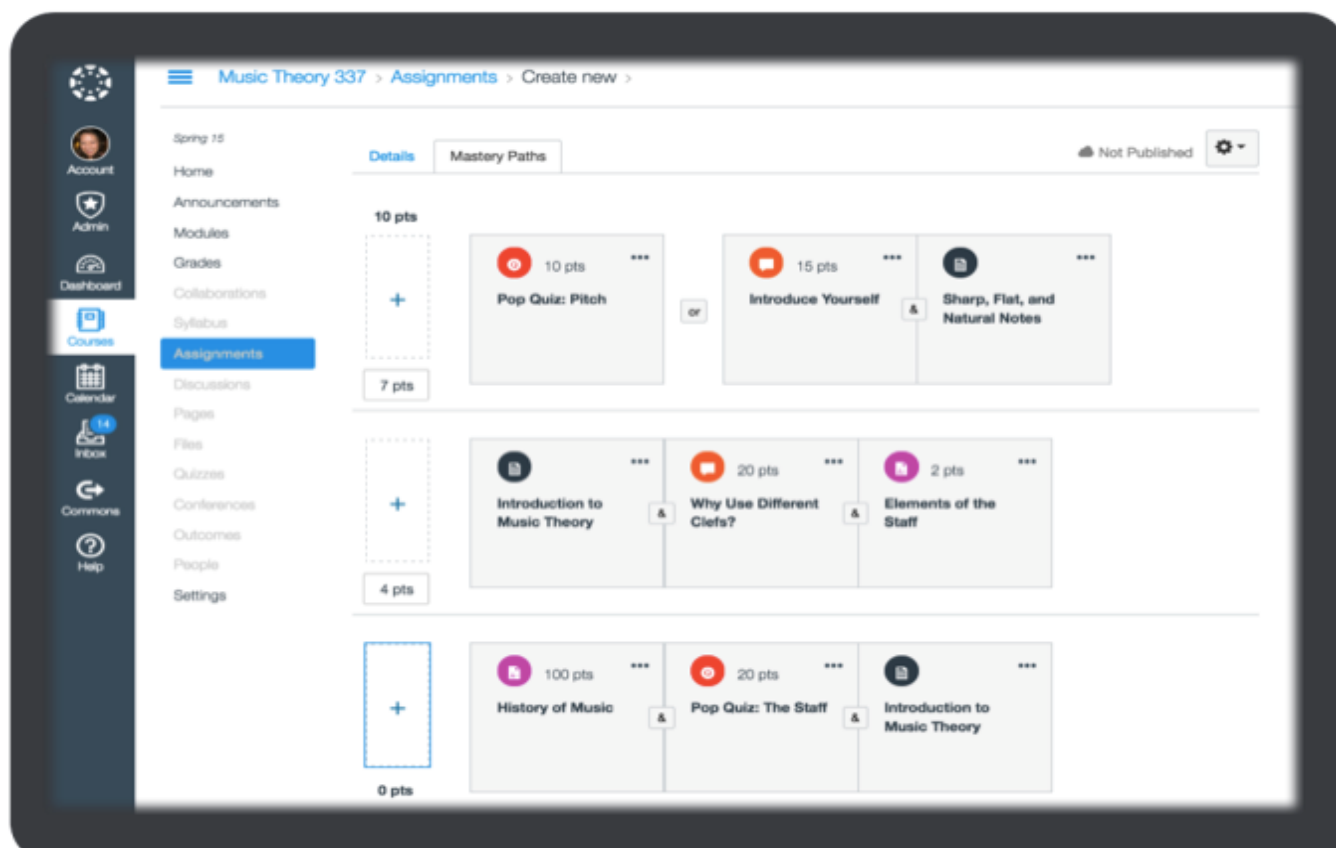 Music Theory 337 > Assignments > Create new >
Account
Admin
Dashboard
Courses
Calendar
14
Inbox
Commons
Help
Spring 15
Home
Announcements
Modules
Grades
Collaborations
Syllabus
Assignments
Discussions
Pages
Files
Quizzes
Conferences
Outcomes
People
Settings
Details
Mastery Paths
Not Published
10 pts
+
7 pts
10 pts
Pop Quiz: Pitch
or
15 pts
Introduce Yourself
&
Sharp, Flat, and
Natural Notes
+
4 pts
Introduction to
Music Theory
&
20 pts
Why Use Different
Clefs?
&
2 pts
Elements of the
Staff
+
0 pts
100 pts
History of Music
&
20 pts
Pop Quiz: The Staff
&
Introduction to
Music Theory